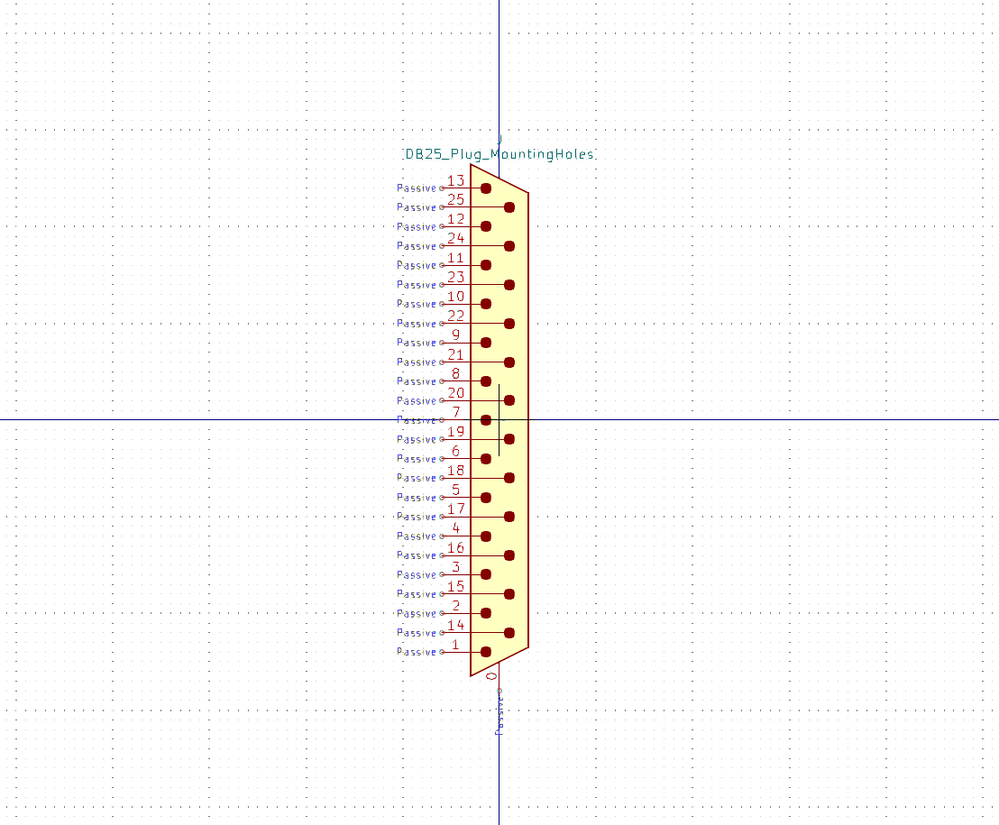 J
DB25_Plug_MountingHoles
Passive 13
Passive 25
Passive 12
Passive 24
Passive 11
Passive 23
Passive 10
Passive 22
Passive 9
Passive 21
Passive 8
Passive 20
Passive 7
Passive 19
Passive 6
Passive 18
Passive 5
Passive 17
Passive 4
Passive 16
Passive 3
Passive 15
Passive 2
Passive 14
Passive 1
0
Passive